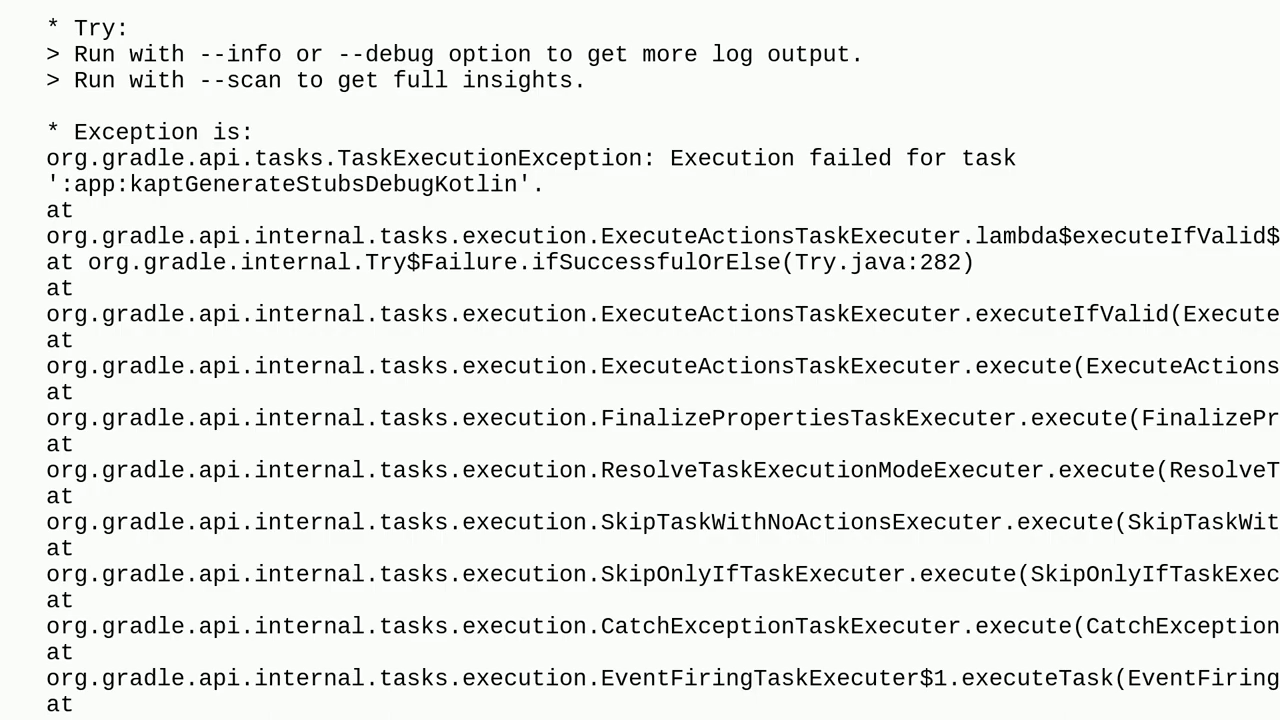 * Try:
> Run with --info or --debug option to get more log output.
> Run with --scan to get full insights.
* Exception is:
org.gradle.api.tasks.TaskExecutionException: Execution failed for task
':app:kaptGenerateStubsDebugKotlin'.
at
org.gradle.api.internal.tasks.execution.ExecuteActionsTaskExecuter.lambda$executeIfValid$
at org.gradle.internal.Try$Failure.ifSuccessfulOrElse(Try.java:282)
at
org.gradle.api.internal.tasks.execution.ExecuteActionsTaskExecuter.executeIfValid(Execute
at
org.gradle.api.internal.tasks.execution.ExecuteActionsTaskExecuter.execute(ExecuteActions
at
org.gradle.api.internal.tasks.execution.FinalizePropertiesTaskExecuter.execute(FinalizePr
at
org.gradle.api.internal.tasks.execution.ResolveTaskExecutionModeExecuter.execute(ResolveT
at
org.gradle.api.internal.tasks.execution.SkipTaskWithNoActionsExecuter.execute(SkipTaskWit
at
org.gradle.api.internal.tasks.execution.SkipOnlyIfTaskExecuter.execute(SkipOnlyIfTaskExec
at
org.gradle.api.internal.tasks.execution.CatchExceptionTaskExecuter.execute(CatchException
at
org.gradle.api.internal.tasks.execution.EventFiringTaskExecuter$1.executeTask(EventFiring
at